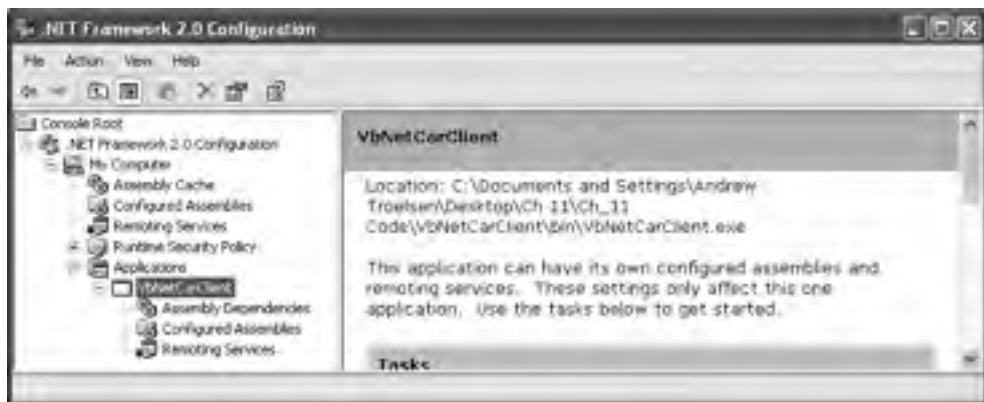 .NET Framework 2.0 Configuration
File Action View Help
Console Root
.NET Framework 2.0 Configuration
My Computer
Assembly Cache
Configured Assemblies
Remoting Services
Runtime Security Policy
Applications
VbNetCarClient
Assembly Dependencies
Configured Assemblies
Remoting Services
VbNetCarClient
Location: C:\Documents and Settings\Andrew
Troelsen\Desktop\Ch 11\Ch_11
Code\VbNetCarClient\bin\VbNetCarClient.exe
This application can have its own configured assemblies and
remoting services. These settings only affect this one
application. Use the tasks below to get started.
Tasks